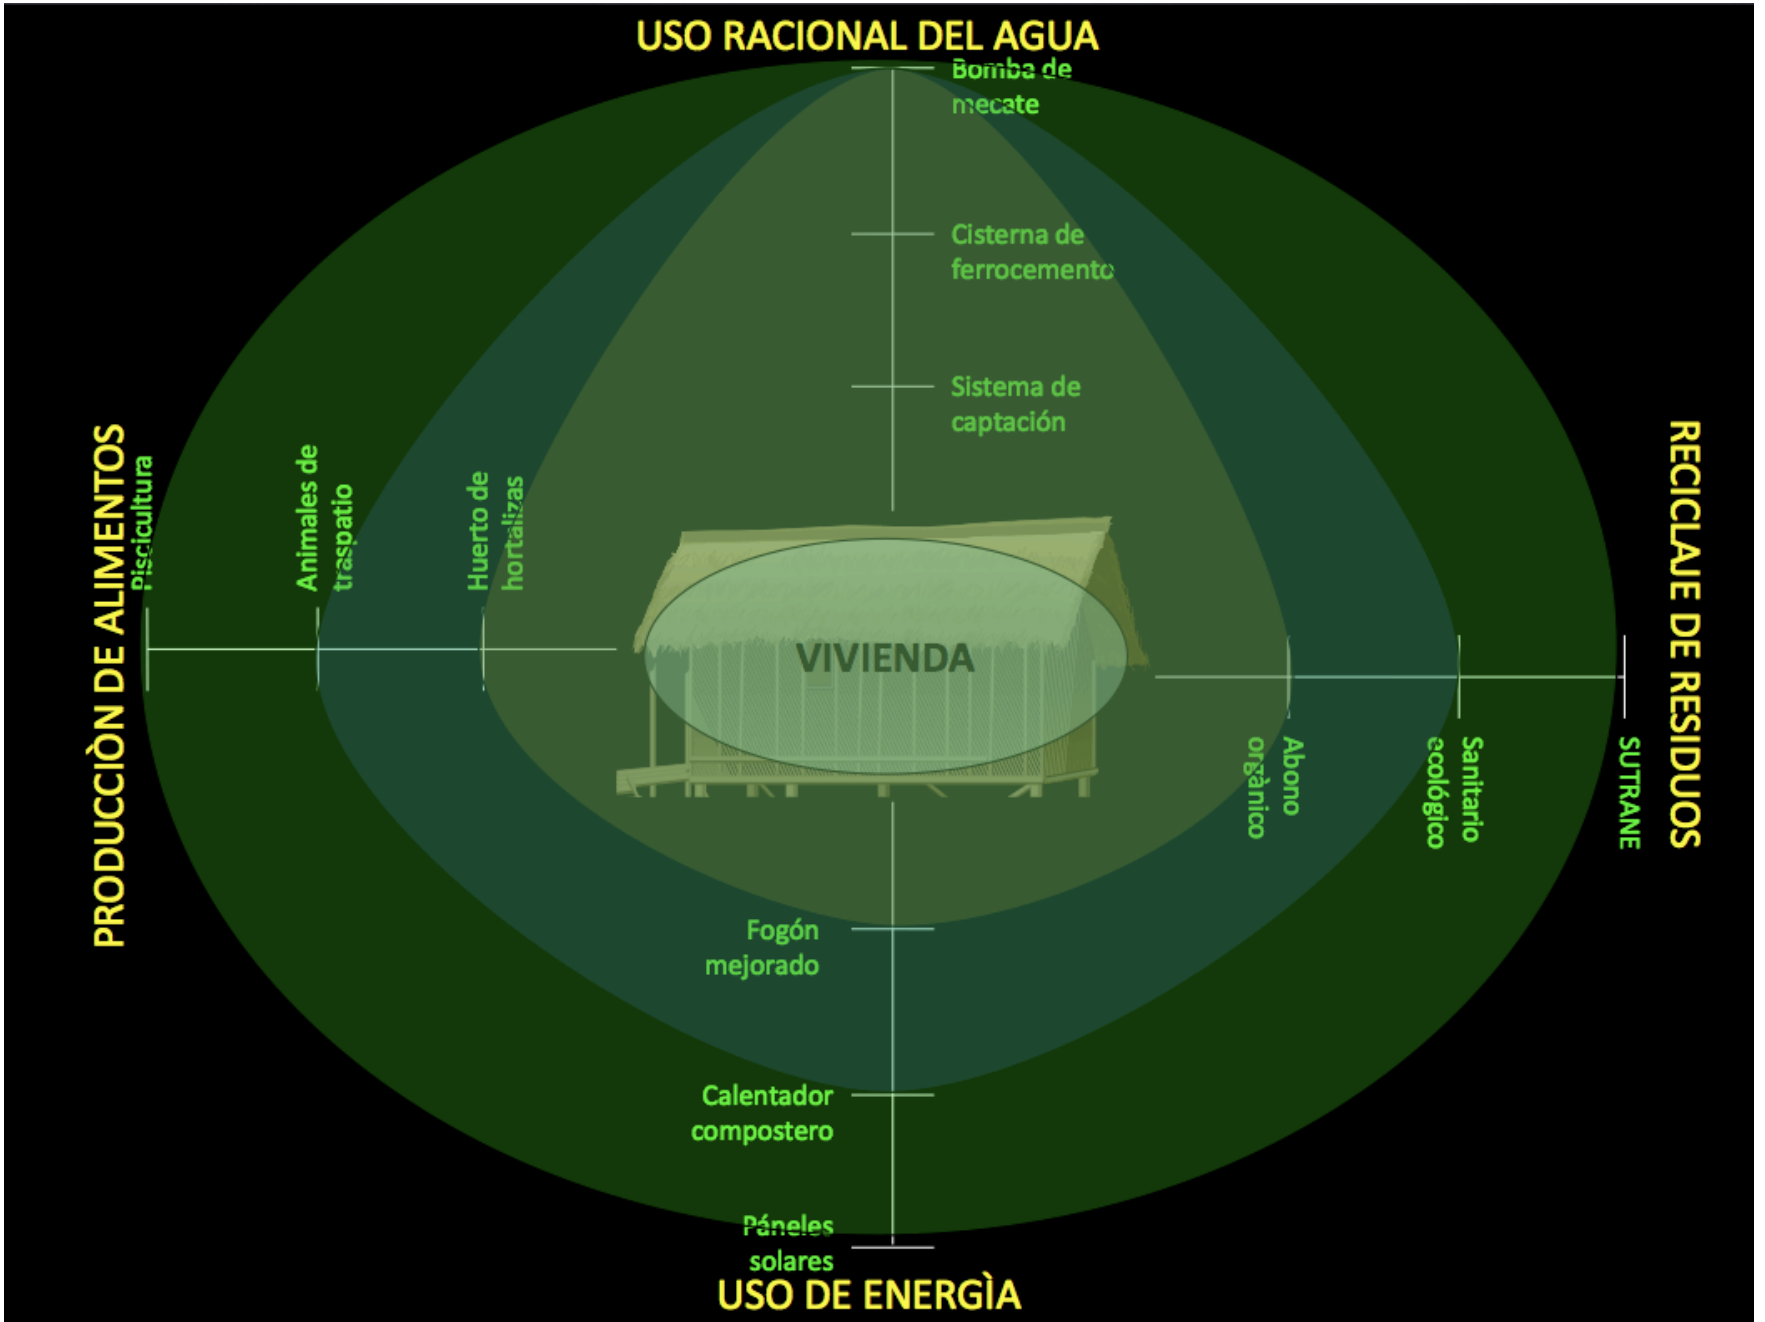 USO RACIONAL DEL AGUA
Bomba de
mecate
Cisterna de
ferrocemento
Sistema de
captación
PRODUCCIÒN DE ALIMENTOS
Piscicultura
Animales de
traspatio
Huerto de
hortalizas
VIVIENDA
RECICLAJE DE RESIDUOS
SUTRANE
Sanitario
ecológico
Abono
orgànico
Fogón
mejorado
Calentador
compostero
Páneles
solares
USO DE ENERGÌA